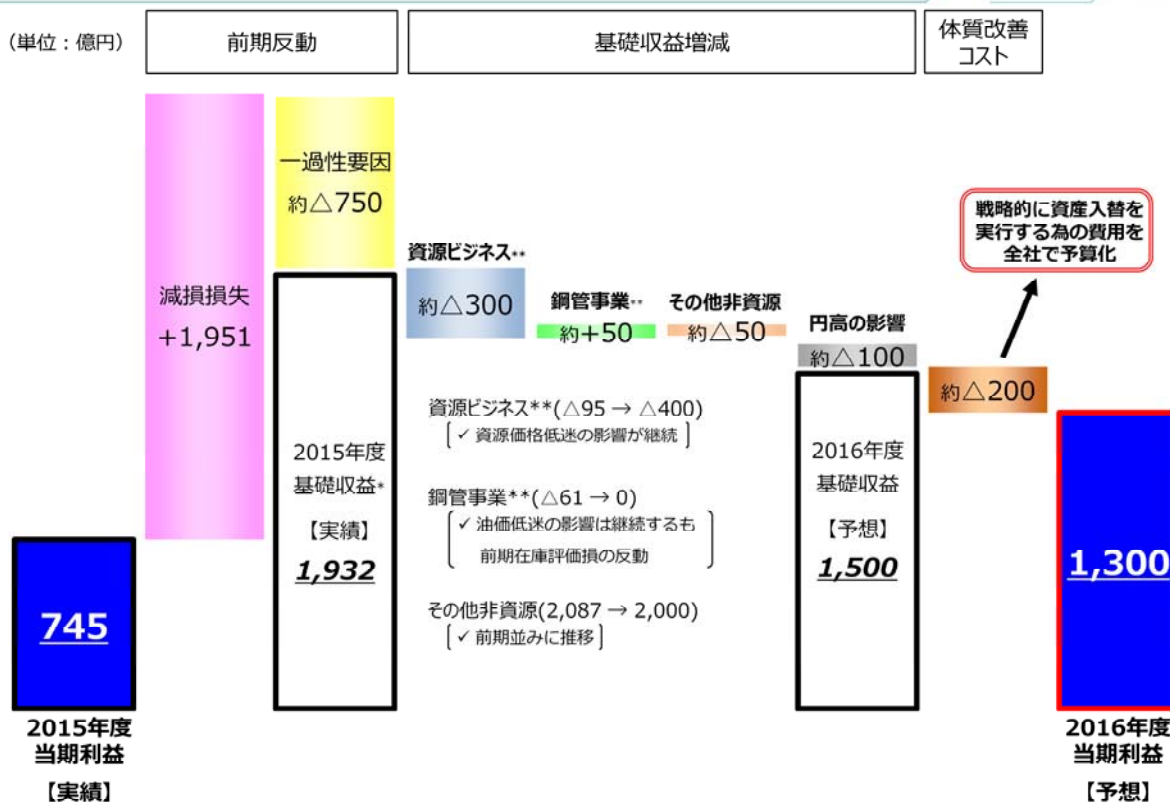 （単位：億円）
前期反動
基礎収益増減
体質改善
コスト
一過性要因
約△750
減損損失
+1,951
資源ビジネス**
約△300
鋼管事業**
約+50
その他非資源
約△50
円高の影響
約△100
戦略的に資産入替を
実行する為の費用を
全社で予算化
約△200
資源ビジネス**(△95 → △400)
✓ 資源価格低迷の影響が継続
鋼管事業**(△61 → 0)
✓ 油価低迷の影響は継続するも
前期在庫評価損の反動
その他非資源(2,087 → 2,000)
✓ 前期並みに推移
2015年度
基礎収益*
【実績】
1,932
2016年度
基礎収益
【予想】
1,500
745
2015年度
当期利益
【実績】
1,300
2016年度
当期利益
【予想】